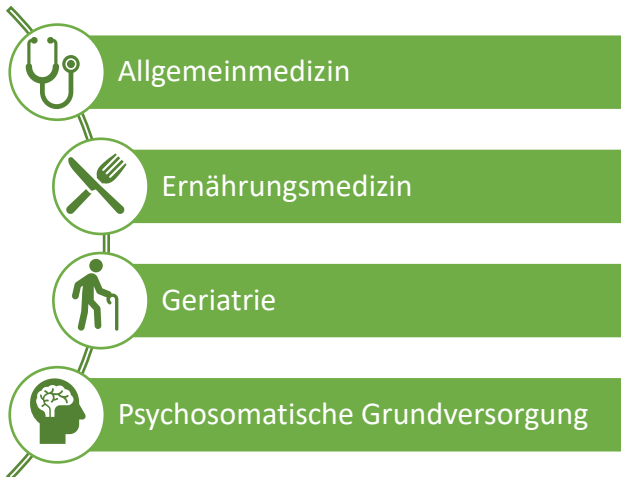 Allgemeinmedizin
Ernährungsmedizin
Geriatrie
Psychosomatische Grundversorgung